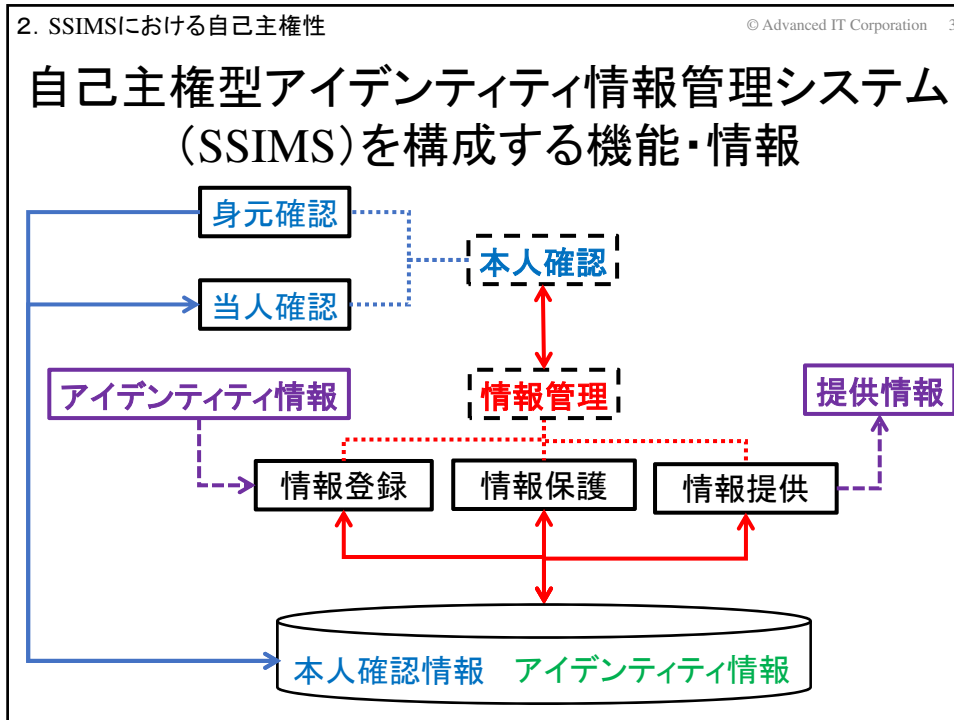 2. SSIMSにおける自己主権性
© Advanced IT Corporation 3
自己主権型アイデンティティ情報管理システム
（SSIMS）を構成する機能・情報
身元確認
本人確認
当人確認
アイデンティティ情報
情報管理
提供情報
情報登録
情報保護
情報提供
本人確認情報 アイデンティティ情報